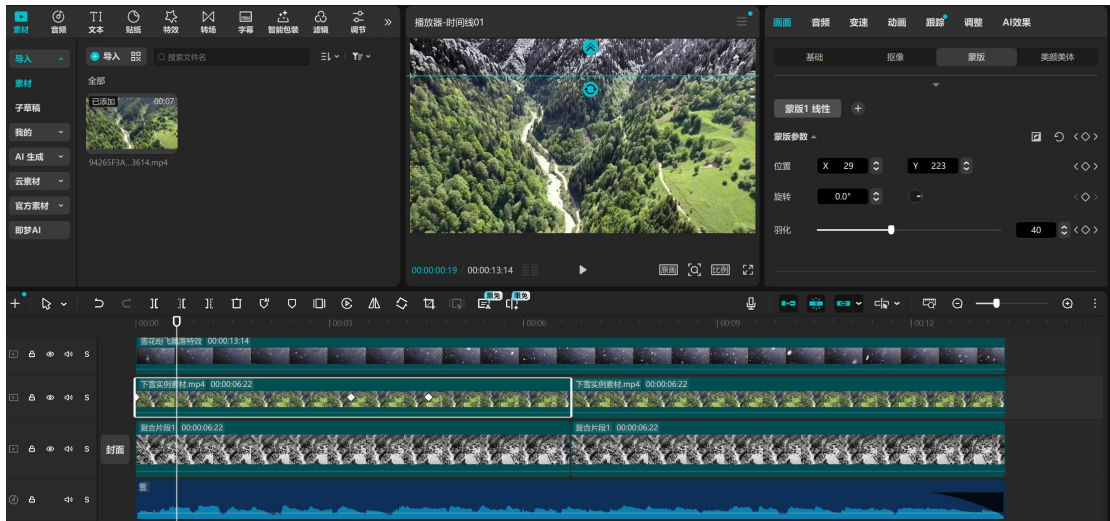 素材 音频 TI 文本 贴纸 特效 转场 字幕 智能包装 滤镜 调节
播放器-时间线01
画面 音频 变速 动画 跟踪 调整 AI效果
导入
导入
搜索文件名
基础 抠像 蒙版 美颜美体
素材
全部
子草稿
已添加 00:07
蒙版1 线性
我的
蒙版参数
AI 生成
94265F3A...3614.mp4
位置 X 29 Y 223
云素材
旋转 0.0°
官方素材
羽化 40
即梦AI
00:00:00:19 / 00:00:13:14
原画 比例
限免 限免
00:00 00:03 00:06 00:09 00:12
雪花纷飞飘落特效 00:00:13:14
S
下雪实例素材.mp4 00:00:06:22 下雪实例素材.mp4 00:00:06:22
S
复合片段1 00:00:06:22 复合片段1 00:00:06:22
S 封面
雪
S